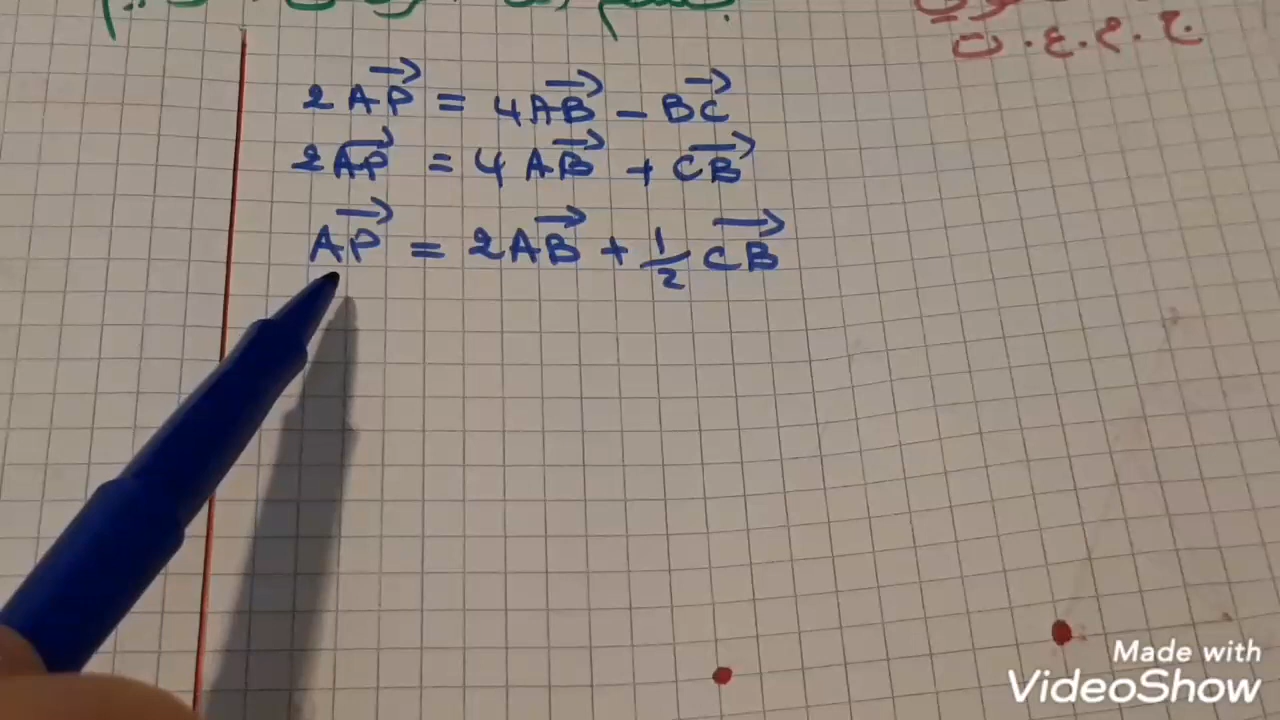 ج . م . ع . ت
2 AP⃗ = 4 AB⃗ - BC⃗
2 AP⃗ = 4 AB⃗ + CB⃗
AP⃗ = 2 AB⃗ + 1/2 CB⃗
Made with
VideoShow